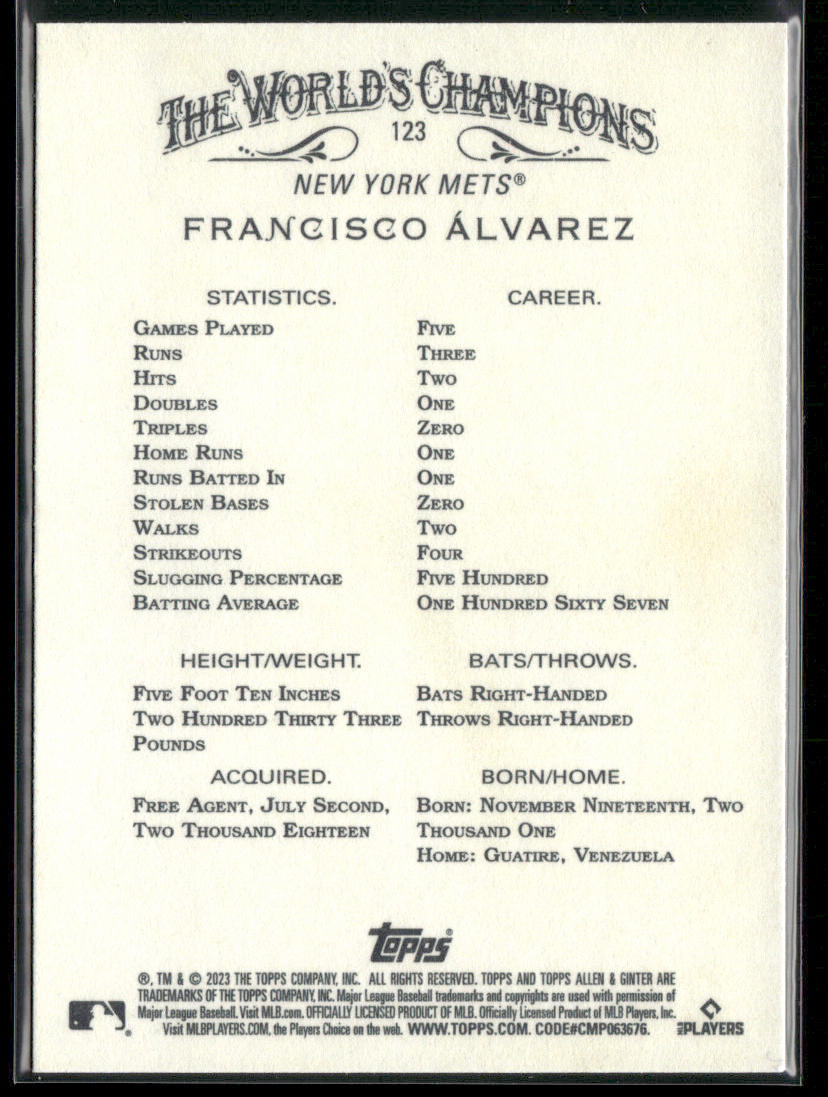 THE WORLD'S CHAMPIONS
123
NEW YORK METS®
FRANCISCO ÁLVAREZ
STATISTICS. CAREER.
GAMES PLAYED FIVE
RUNS THREE
HITS TWO
DOUBLES ONE
TRIPLES ZERO
HOME RUNS ONE
RUNS BATTED IN ONE
STOLEN BASES ZERO
WALKS TWO
STRIKEOUTS FOUR
SLUGGING PERCENTAGE FIVE HUNDRED
BATTING AVERAGE ONE HUNDRED SIXTY SEVEN
HEIGHT/WEIGHT. BATS/THROWS.
FIVE FOOT TEN INCHES BATS RIGHT-HANDED
TWO HUNDRED THIRTY THREE THROWS RIGHT-HANDED
POUNDS
ACQUIRED. BORN/HOME.
FREE AGENT, JULY SECOND, BORN: NOVEMBER NINETEENTH, TWO
TWO THOUSAND EIGHTEEN THOUSAND ONE
HOME: GUATIRE, VENEZUELA
TOPPS®
®, TM & © 2023 THE TOPPS COMPANY, INC. ALL RIGHTS RESERVED. TOPPS AND TOPPS ALLEN & GINTER ARE
TRADEMARKS OF THE TOPPS COMPANY, INC. Major League Baseball trademarks and copyrights are used with permission of
Major League Baseball. Visit MLB.com. OFFICIALLY LICENSED PRODUCT OF MLB. Officially Licensed Product of MLB Players, Inc.
Visit MLBPLAYERS.COM, the Players Choice on the web. WWW.TOPPS.COM. CODE#CMP063676.
MLB PLAYERS